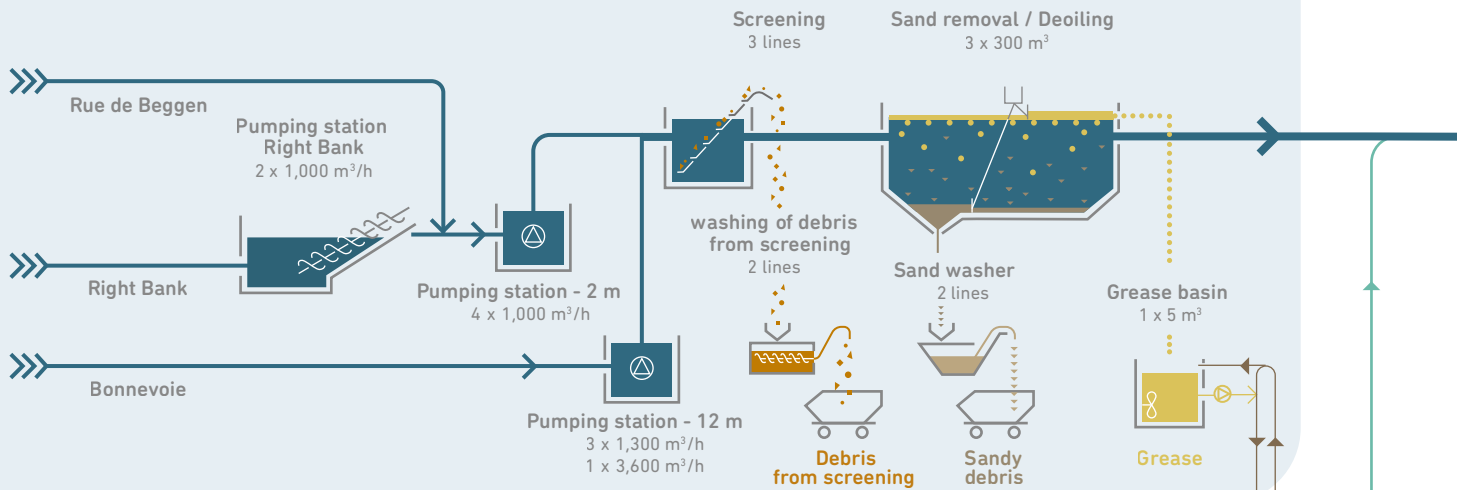 Screening
3 lines
Sand removal / Deoiling
3 x 300 m³
Rue de Beggen
Pumping station
Right Bank
2 x 1,000 m³/h
Right Bank
Pumping station - 2 m
4 x 1,000 m³/h
washing of debris
from screening
2 lines
Sand washer
2 lines
Grease basin
1 x 5 m³
Bonnevoie
Pumping station - 12 m
3 x 1,300 m³/h
1 x 3,600 m³/h
Debris
from screening
Sandy
debris
Grease